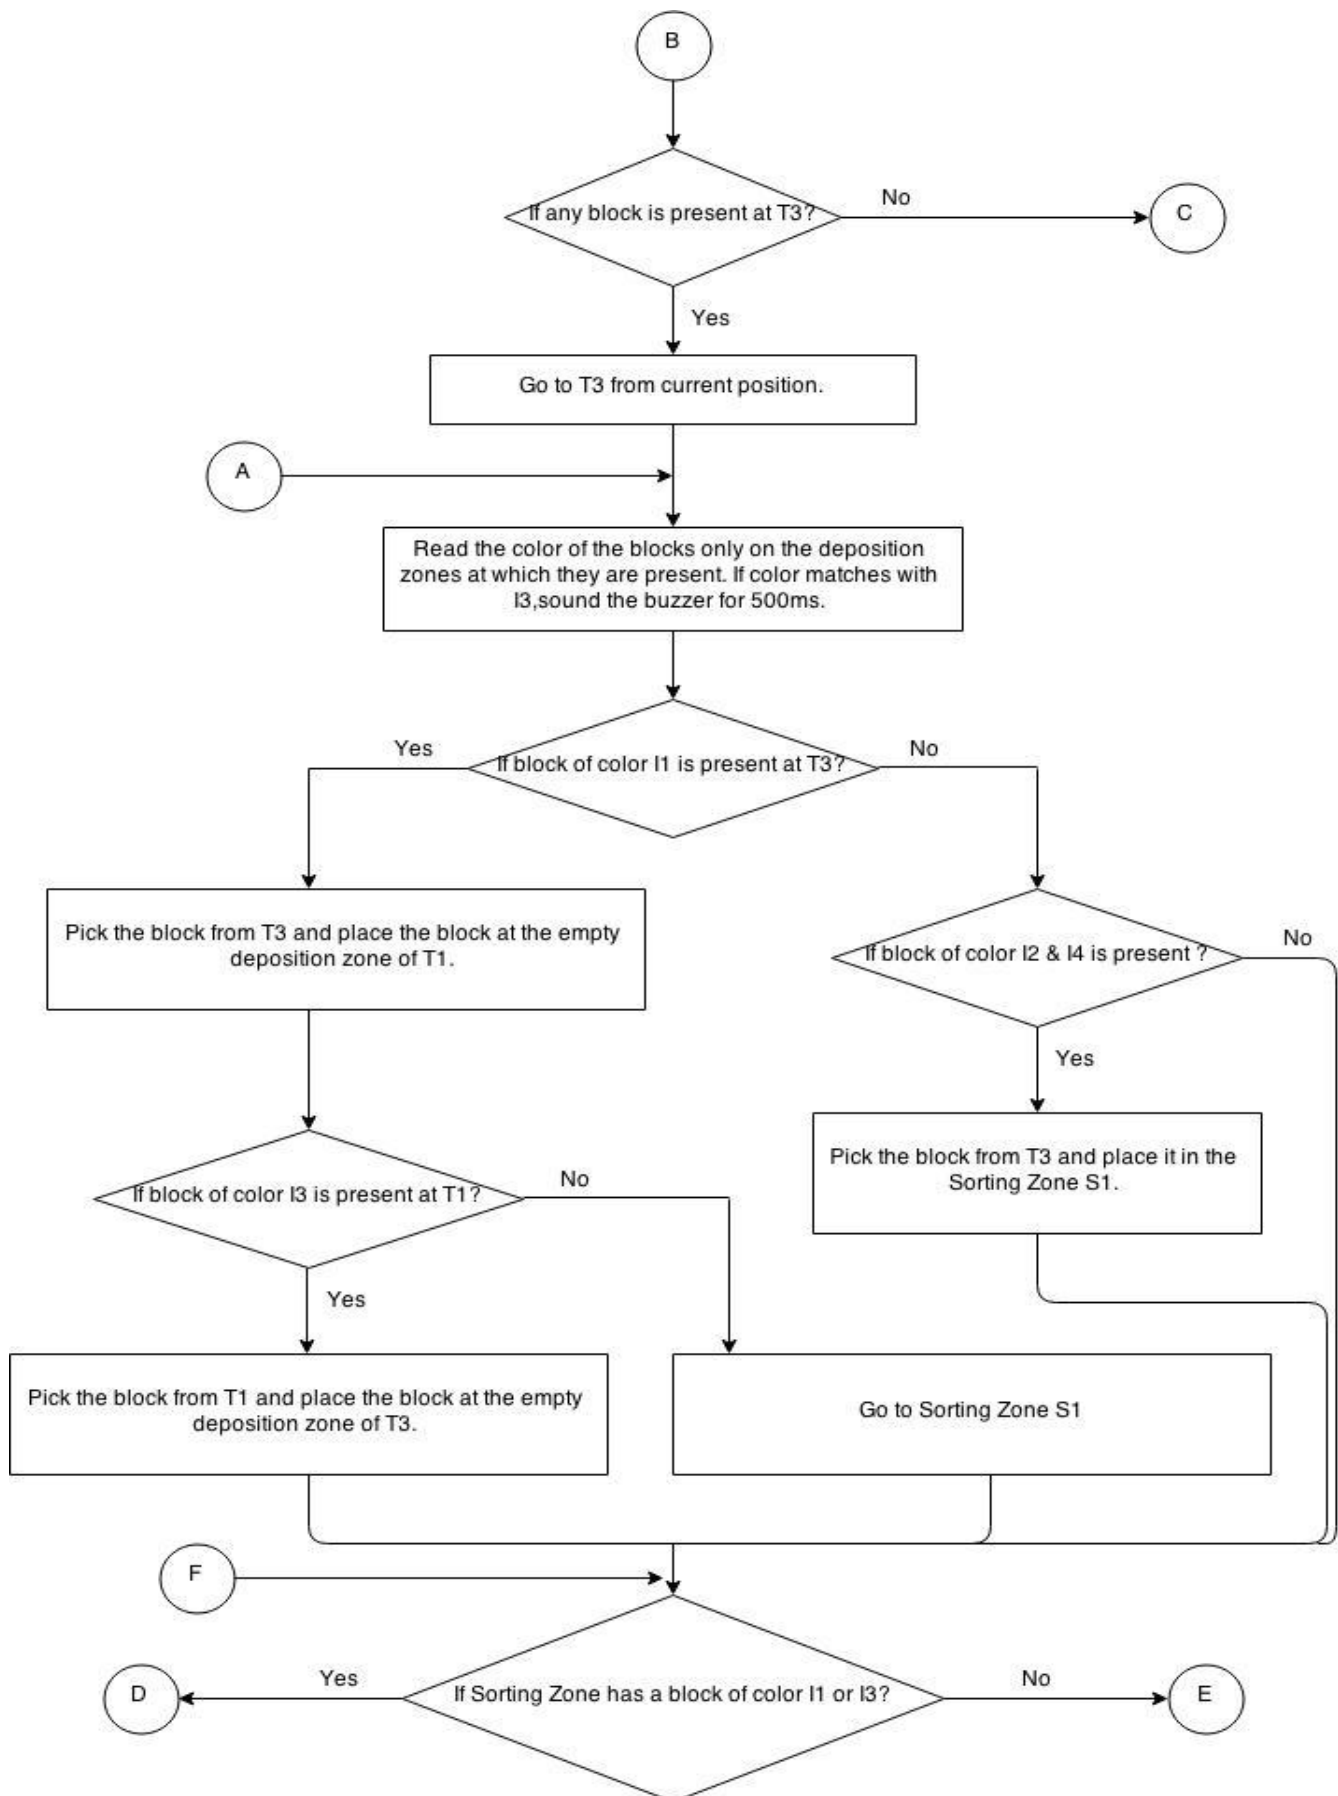 B
If any block is present at T3?
No
C
Yes
Go to T3 from current position.
A
Read the color of the blocks only on the deposition
zones at which they are present. If color matches with
I3,sound the buzzer for 500ms.
Yes
If block of color I1 is present at T3?
No
Pick the block from T3 and place the block at the empty
deposition zone of T1.
If block of color I2 & I4 is present ?
No
Yes
Pick the block from T3 and place it in the
Sorting Zone S1.
If block of color I3 is present at T1?
No
Yes
Pick the block from T1 and place the block at the empty
deposition zone of T3.
Go to Sorting Zone S1
F
D
Yes
If Sorting Zone has a block of color I1 or I3?
No
E